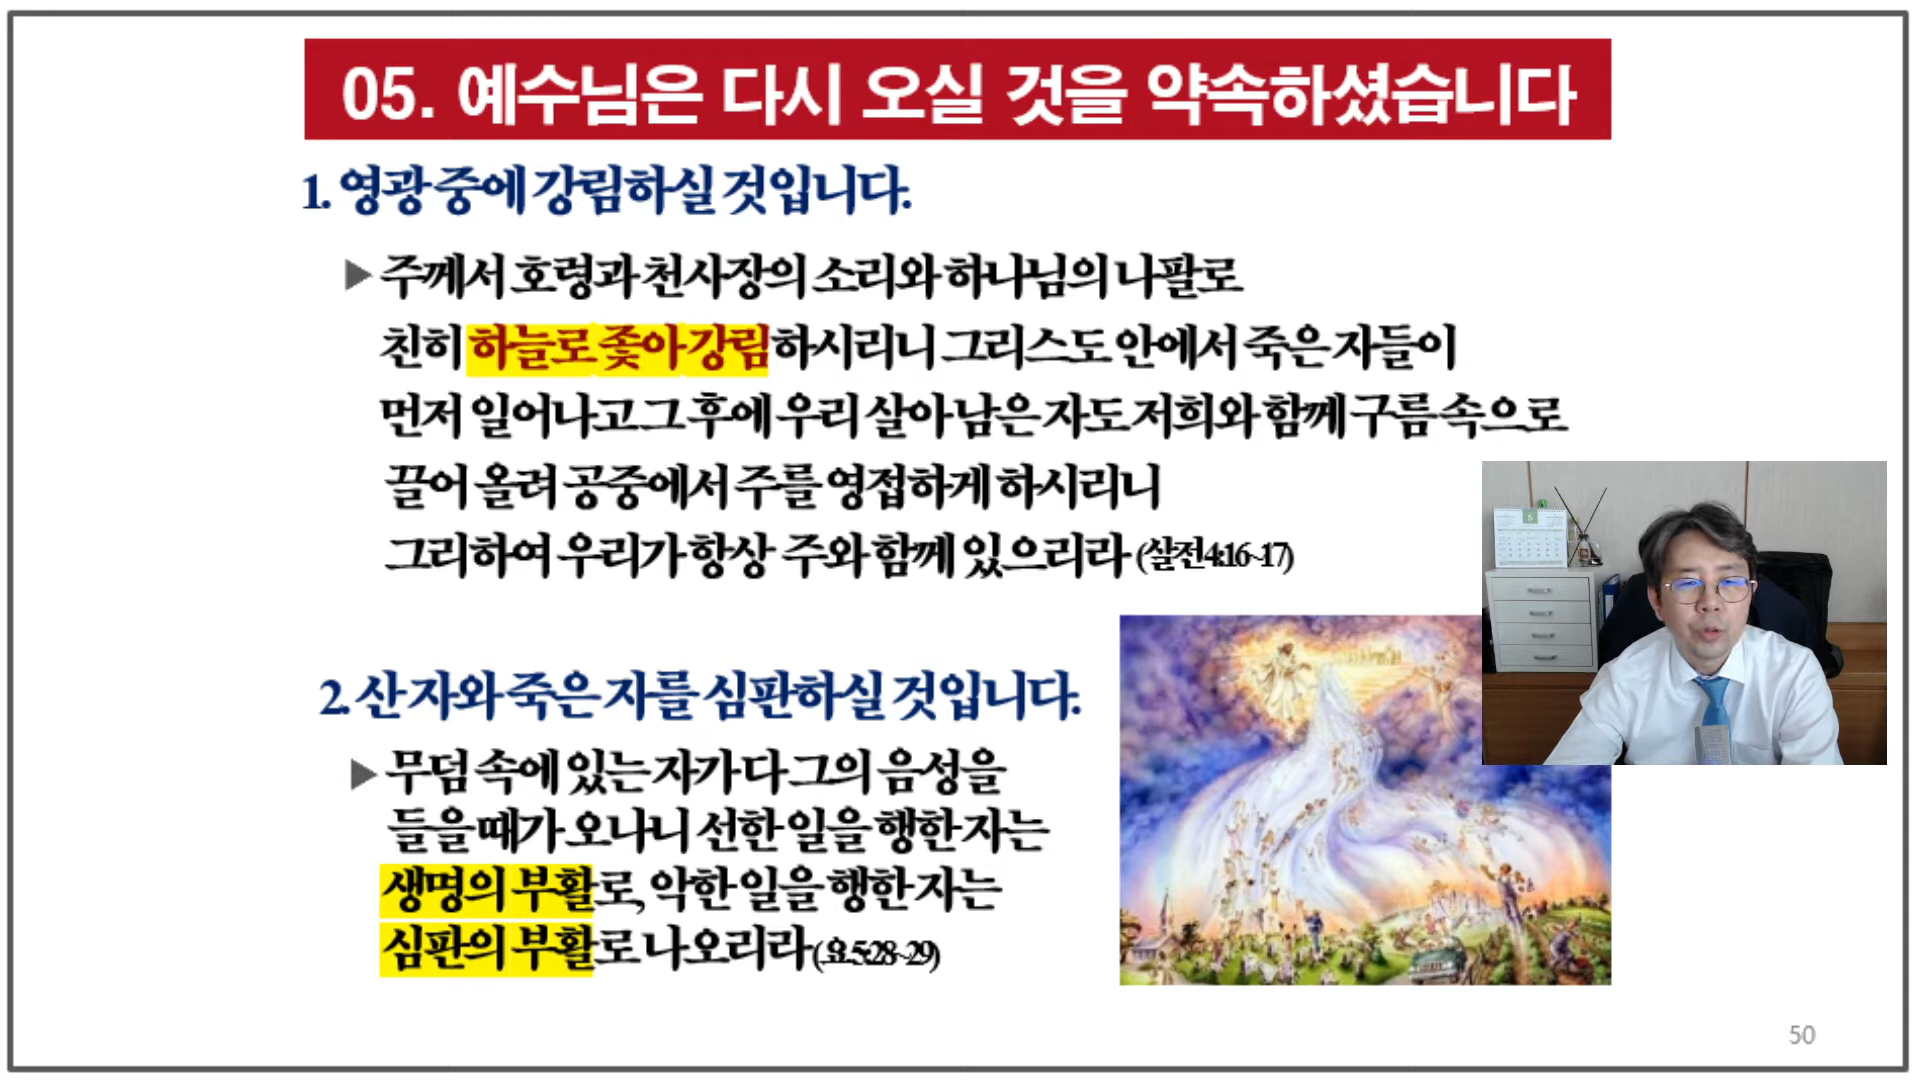 05. 예수님은 다시 오실 것을 약속하셨습니다
1. 영광 중에 강림하실 것입니다.
▶ 주께서 호령과 천사장의 소리와 하나님의 나팔로
친히 하늘로 좇아 강림하시리니 그리스도 안에서 죽은 자들이
먼저 일어나고 그 후에 우리 살아 남은 자도 저희와 함께 구름 속으로
끌어 올려 공중에서 주를 영접하게 하시리니
그리하여 우리가 항상 주와 함께 있으리라 (살전4:16~17)
2. 산 자와 죽은 자를 심판하실 것입니다.
▶ 무덤 속에 있는 자가 다 그의 음성을
들을 때가 오나니 선한 일을 행한 자는
생명의 부활로, 악한 일을 행한 자는
심판의 부활로 나오리라 (요5:28~29)
5
50